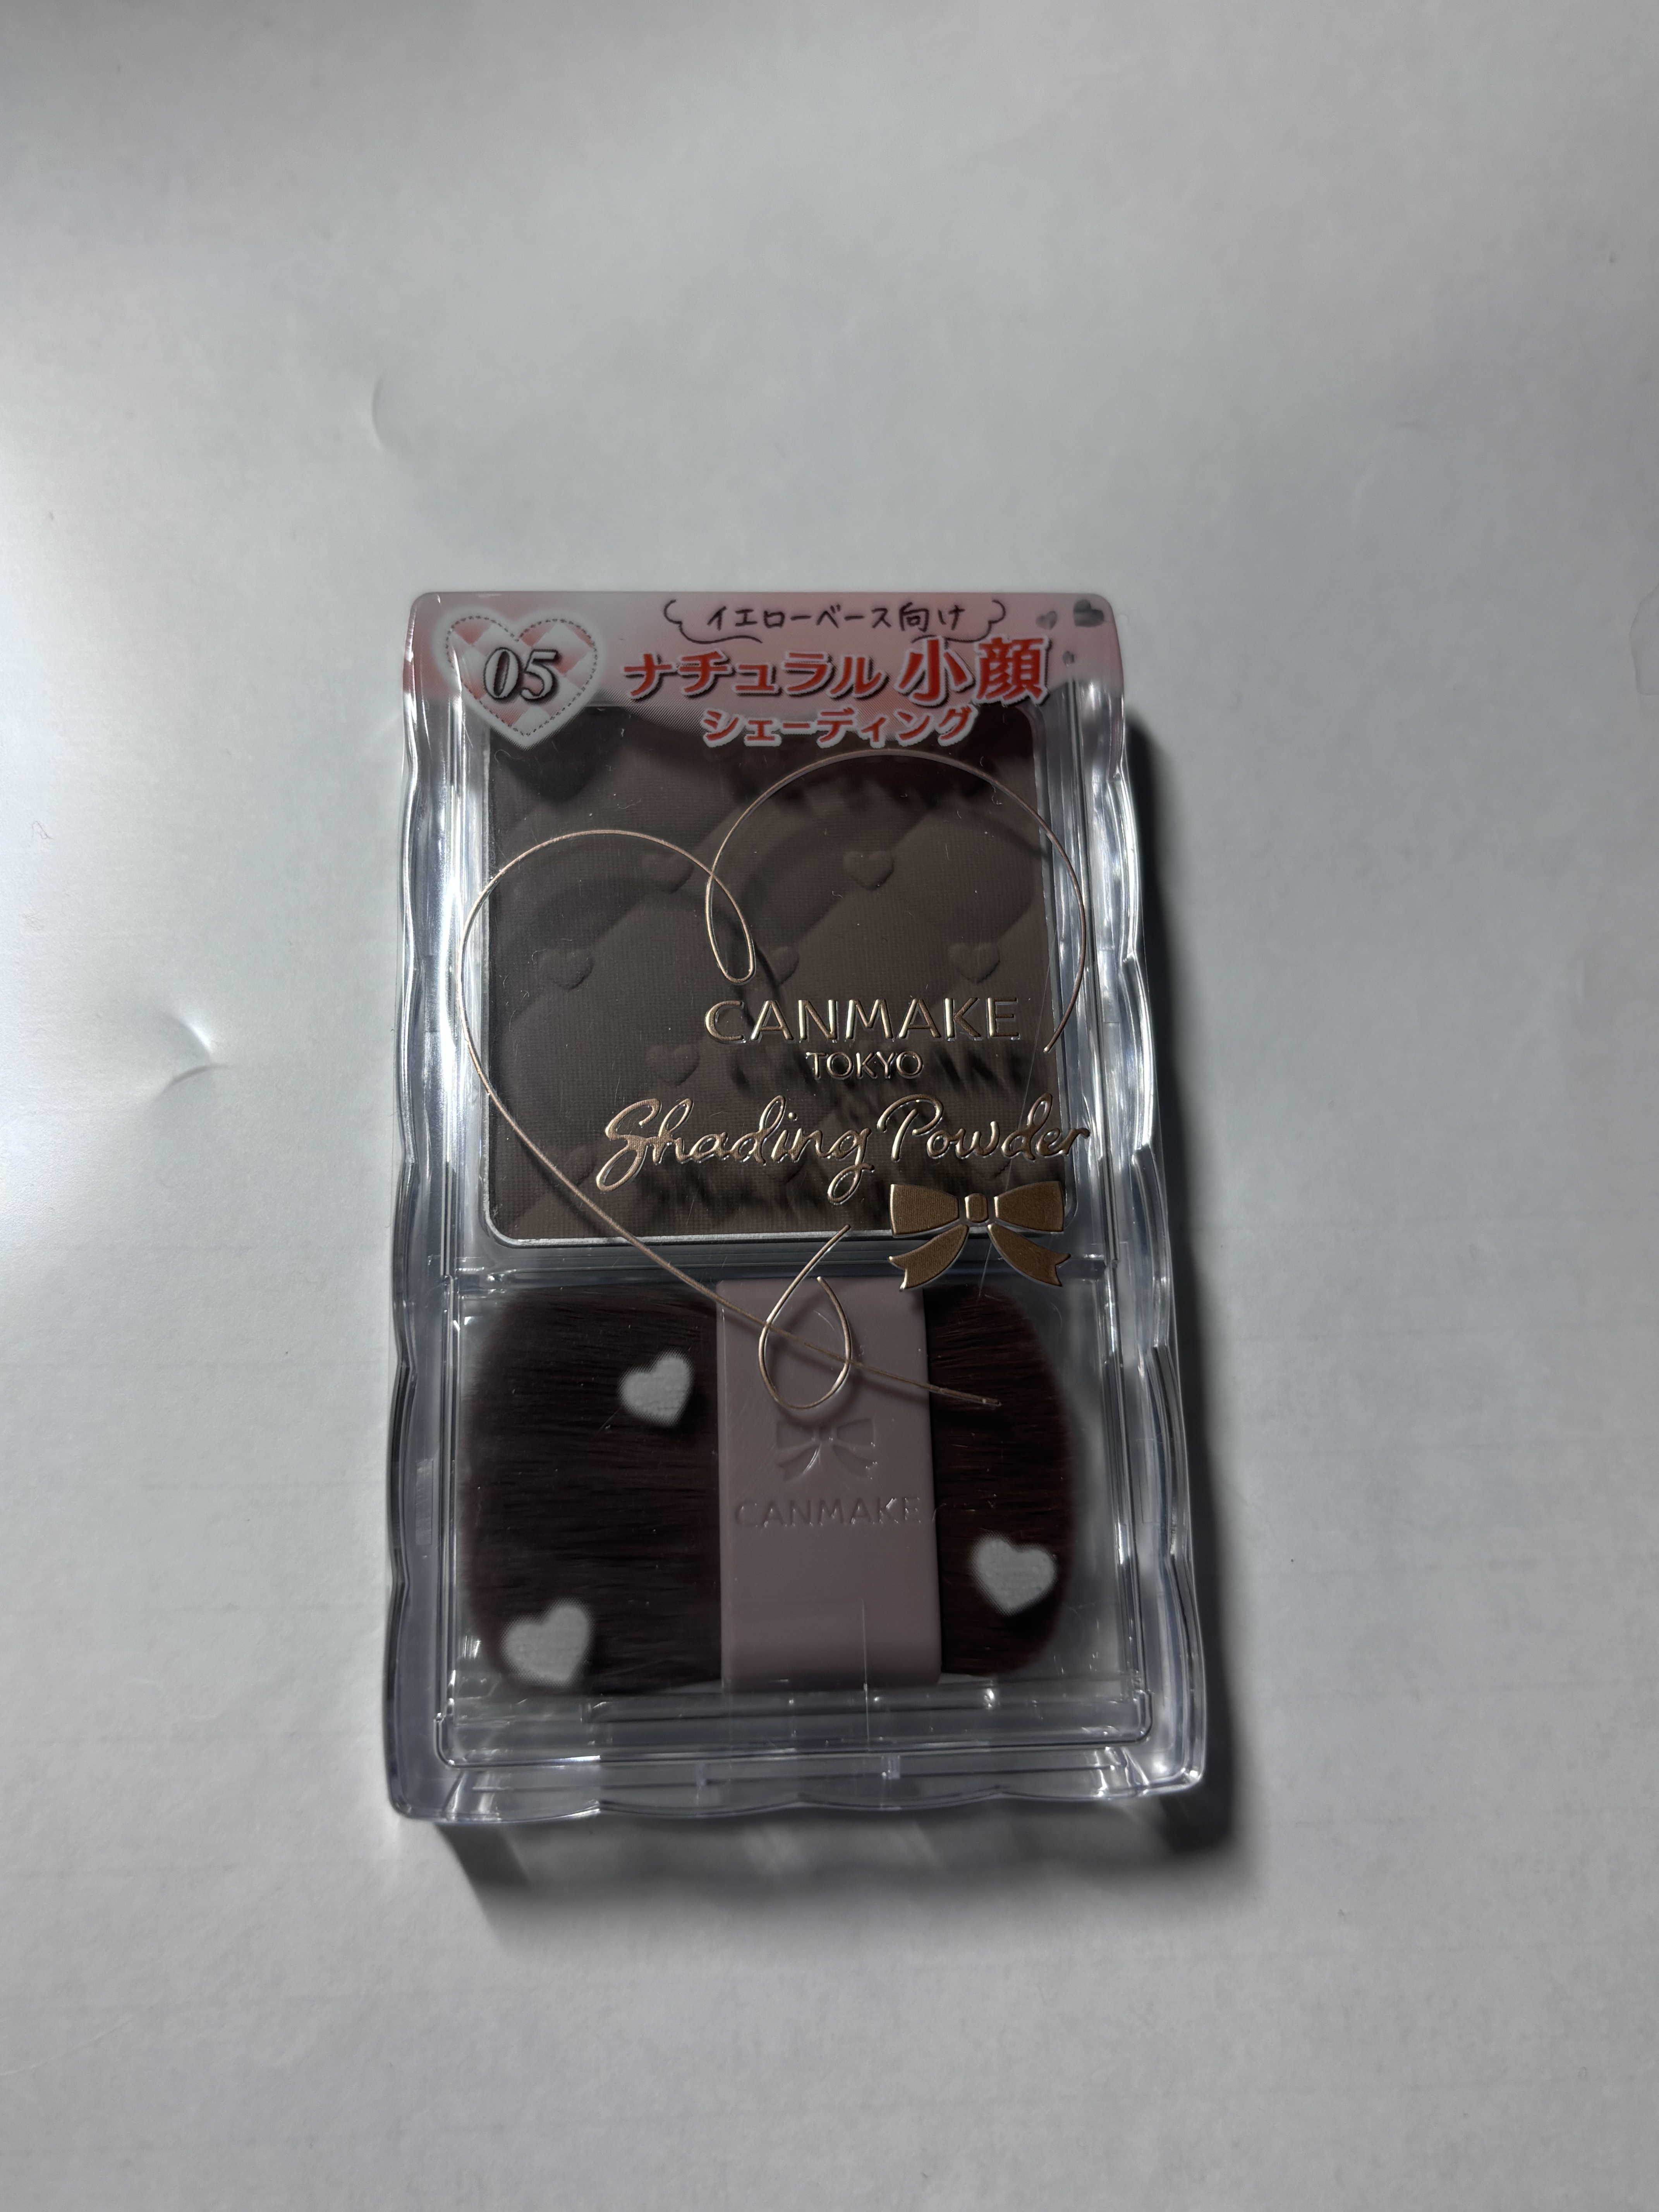 イエローベース向け
05
ナチュラル小顔
シェーディング
CANMAKE
TOKYO
Shading Powder
CANMAKE